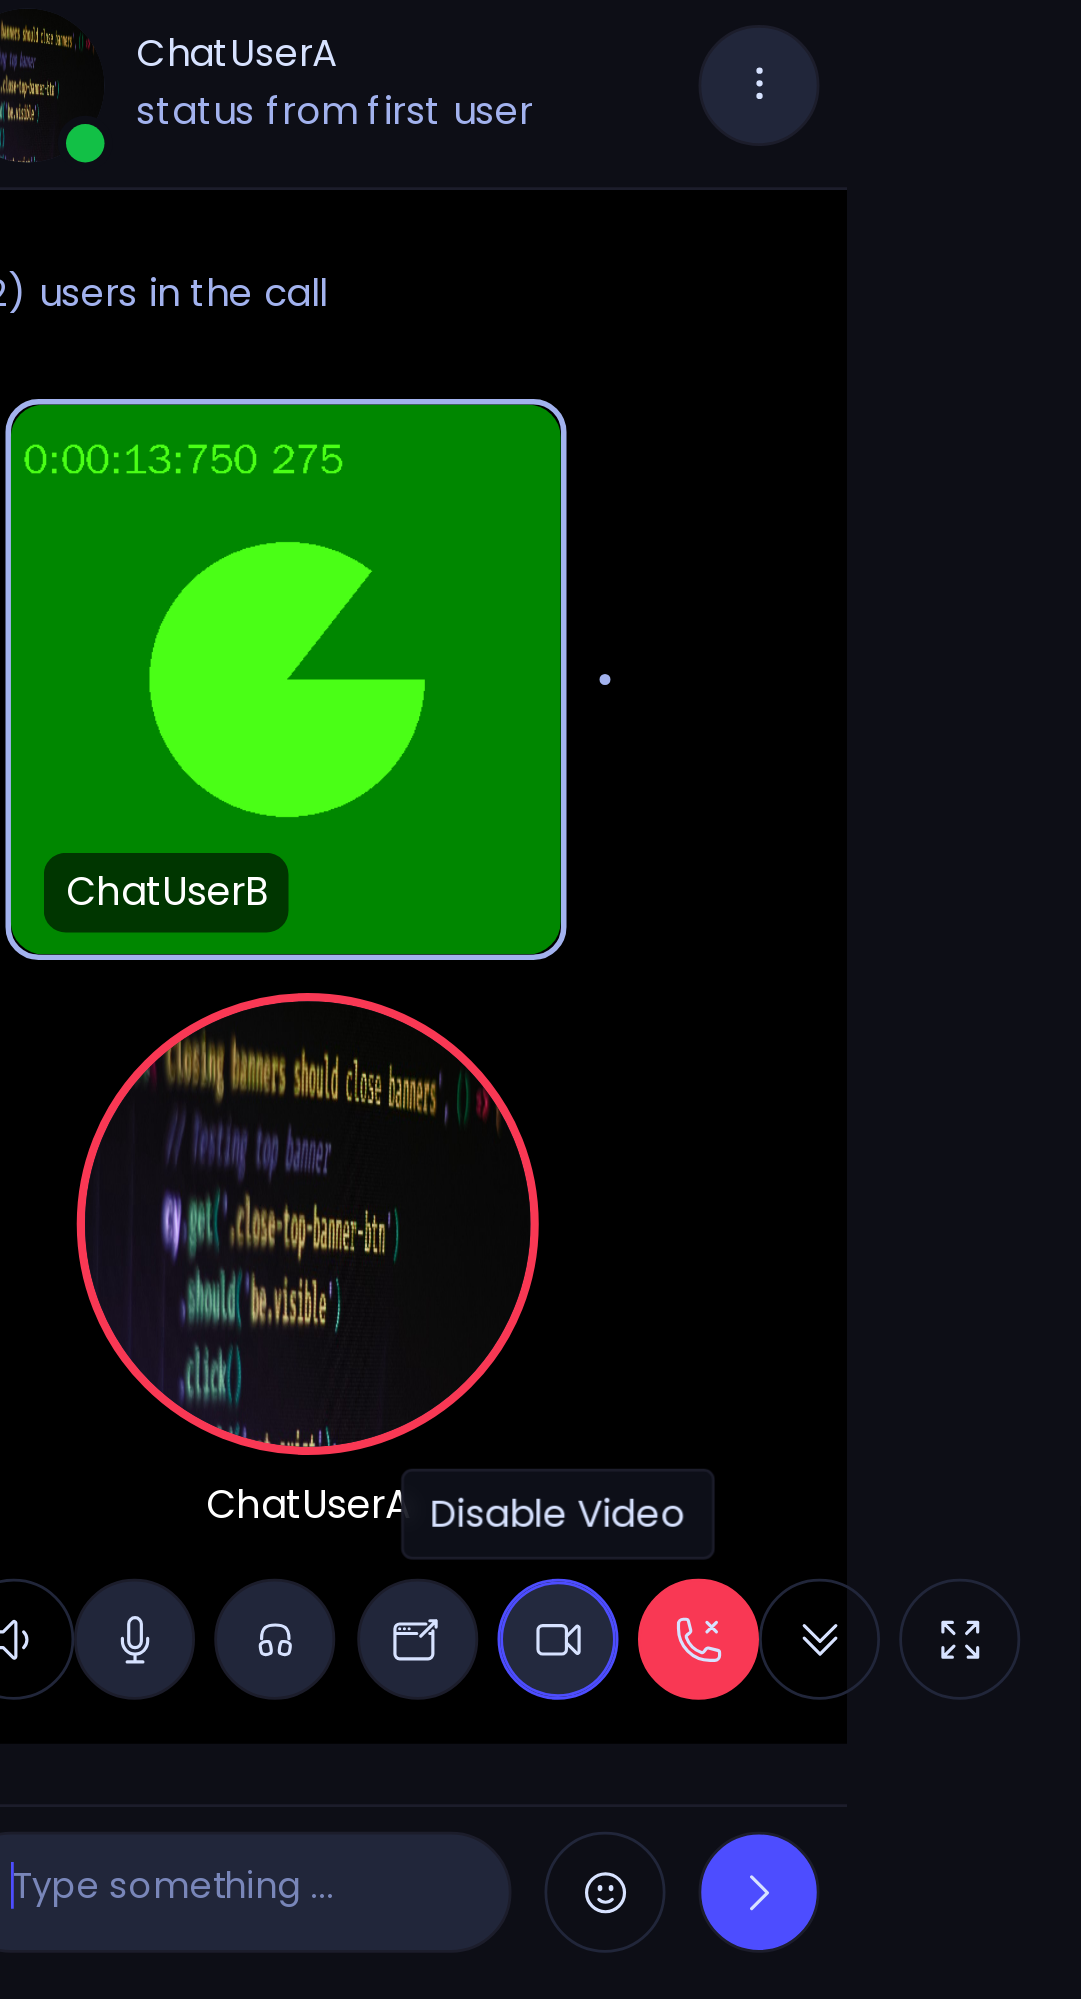 ChatUserA
status from first user
2) users in the call
0:00:13:750 275
ChatUserB
closing banners should close banners', ()
// Testing top banner
cy.get('.close-top-banner-btn')
.should('be.visible')
.click()
ChatUserA
Disable Video
Type something ...